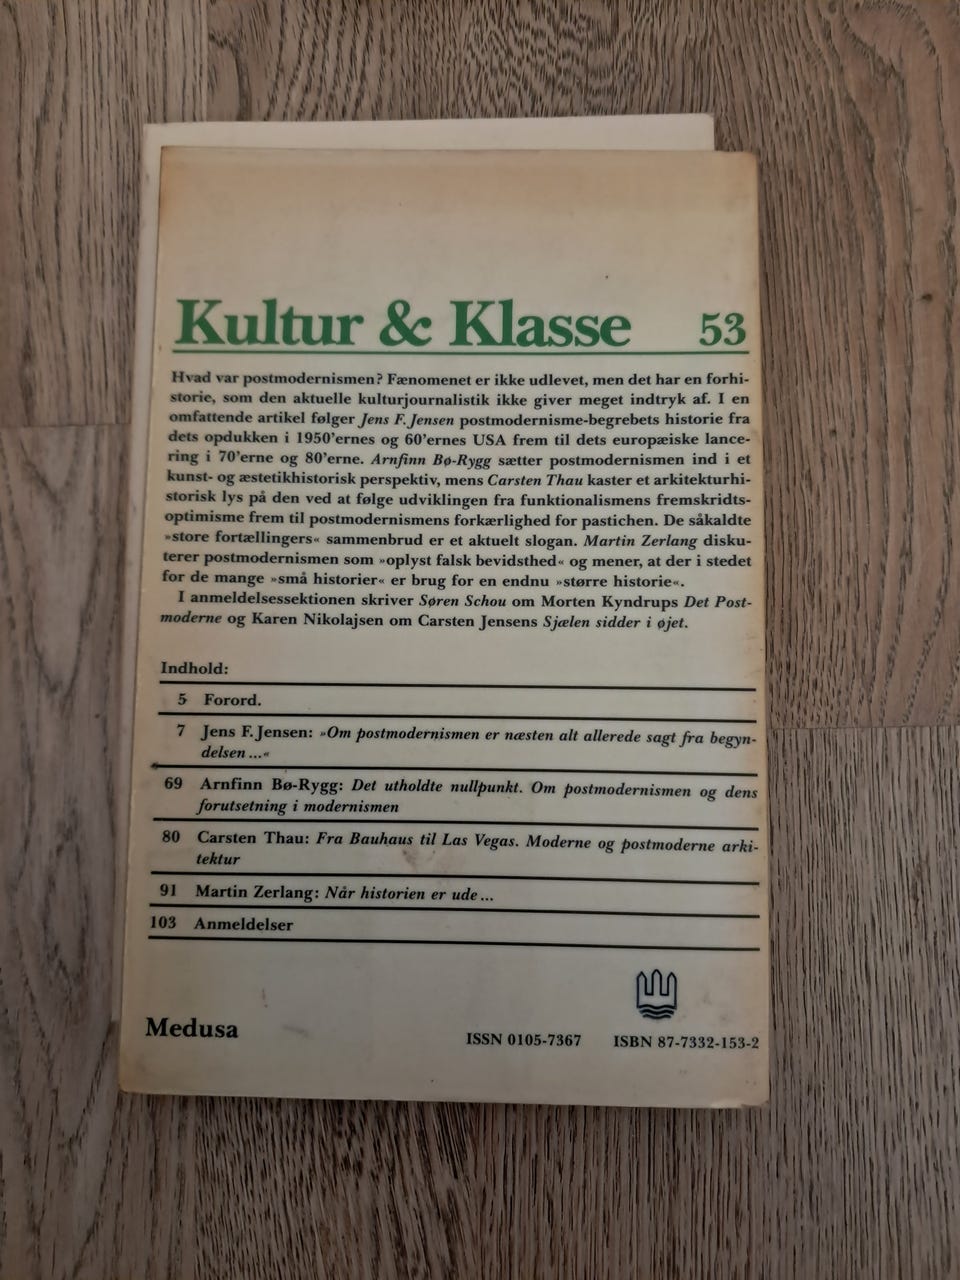 Kultur & Klasse 53
Hvad var postmodernismen? Fænomenet er ikke udlevet, men det har en forhi-
storie, som den aktuelle kulturjournalistik ikke giver meget indtryk af. I en
omfattende artikel følger Jens F. Jensen postmodernisme-begrebets historie fra
dets opdukken i 1950'ernes og 60'ernes USA frem til dets europæiske lance-
ring i 70'erne og 80'erne. Arnfinn Bø-Rygg sætter postmodernismen ind i et
kunst- og æstetikhistorisk perspektiv, mens Carsten Thau kaster et arkitekturhi-
storisk lys på den ved at følge udviklingen fra funktionalismens fremskridts-
optimisme frem til postmodernismens forkærlighed for pastichen. De såkaldte
»store fortællingers« sammenbrud er et aktuelt slogan. Martin Zerlang disku-
terer postmodernismen som »oplyst falsk bevidsthed« og mener, at der i stedet
for de mange »små historier« er brug for en endnu »større historie«.
I anmeldelsessektionen skriver Søren Schou om Morten Kyndrups Det Post-
moderne og Karen Nikolajsen om Carsten Jensens Sjælen sidder i øjet.
Indhold:
5 Forord.
7 Jens F. Jensen: »Om postmodernismen er næsten alt allerede sagt fra begyn-
delsen ...«
69 Arnfinn Bø-Rygg: Det utholdte nullpunkt. Om postmodernismen og dens
forutsetning i modernismen
80 Carsten Thau: Fra Bauhaus til Las Vegas. Moderne og postmoderne arki-
tektur
91 Martin Zerlang: Når historien er ude ...
103 Anmeldelser
Medusa
ISSN 0105-7367 ISBN 87-7332-153-2